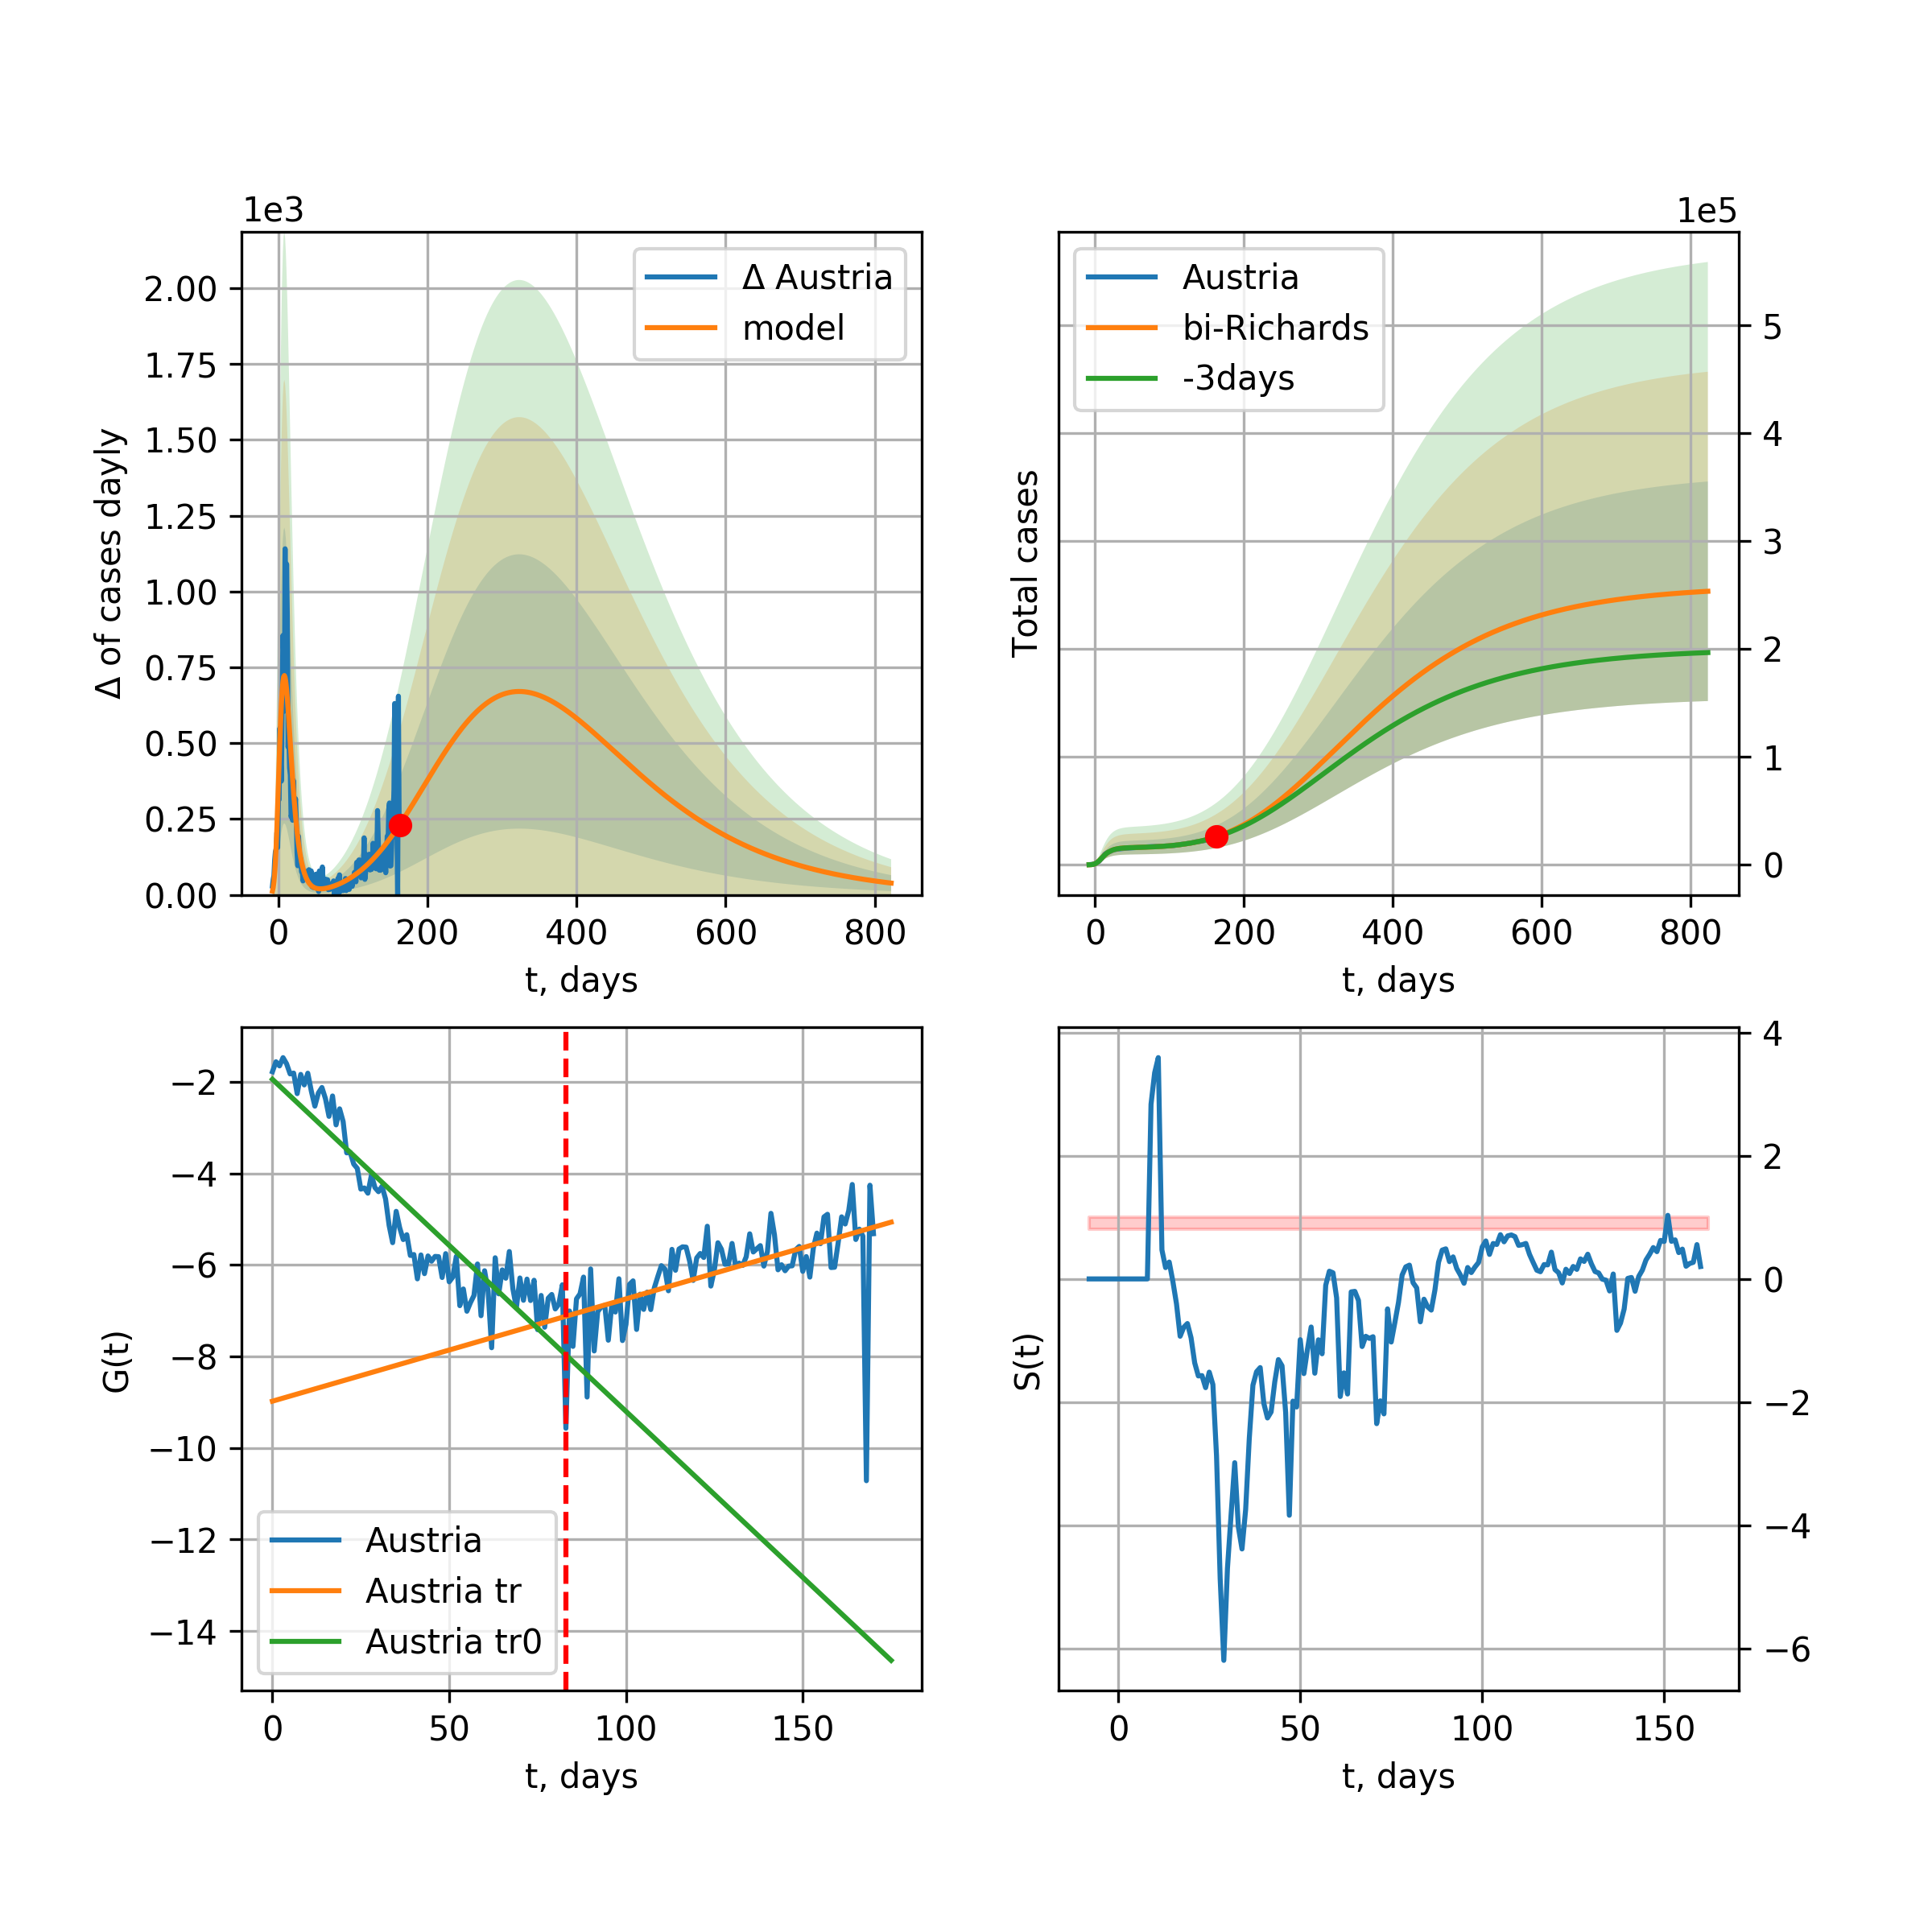 1e3
Δ of cases dayly
2.00
1.75
1.50
1.25
1.00
0.75
0.50
0.25
0.00
Δ Austria
model
0 200 400 600 800
t, days
1e5
Total cases
Austria
bi-Richards
-3days
5
4
3
2
1
0
0 200 400 600 800
t, days
G(t)
−2
−4
−6
−8
−10
−12
−14
Austria
Austria tr
Austria tr0
0 50 100 150
t, days
S(t)
4
2
0
−2
−4
−6
0 50 100 150
t, days